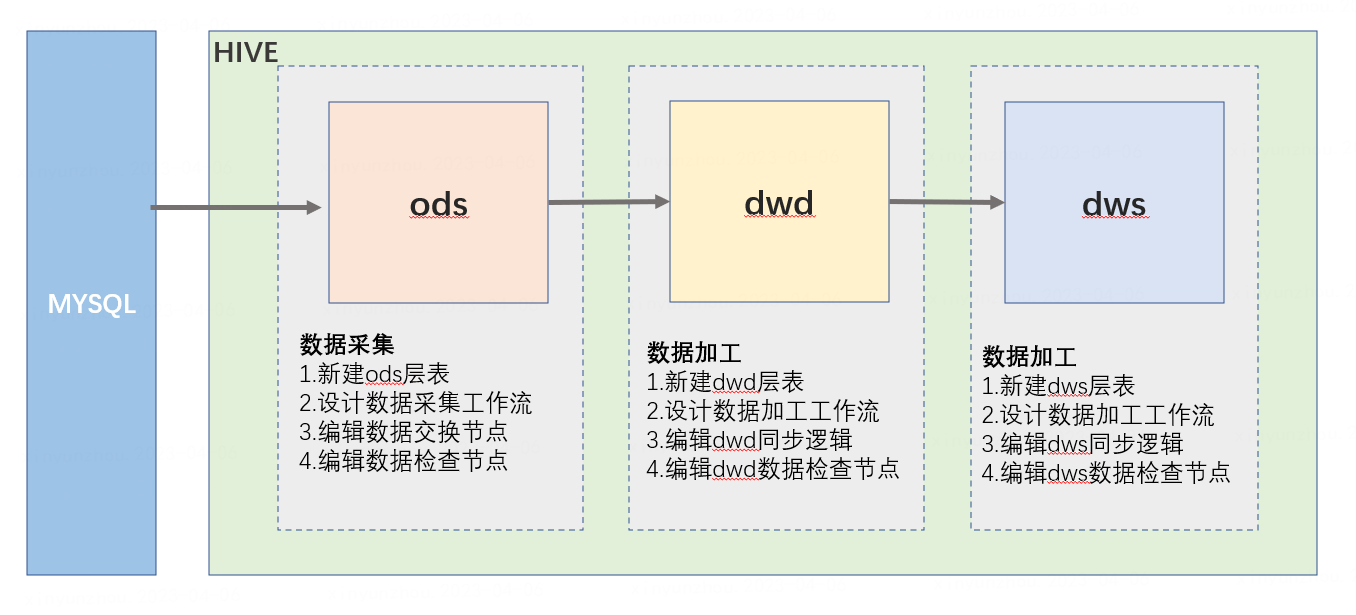 MYSQL
HIVE
ods
数据采集
1.新建ods层表
2.设计数据采集工作流
3.编辑数据交换节点
4.编辑数据检查节点
dwd
数据加工
1.新建dwd层表
2.设计数据加工工作流
3.编辑dwd同步逻辑
4.编辑dwd数据检查节点
dws
数据加工
1.新建dws层表
2.设计数据加工工作流
3.编辑dws同步逻辑
4.编辑dws数据检查节点